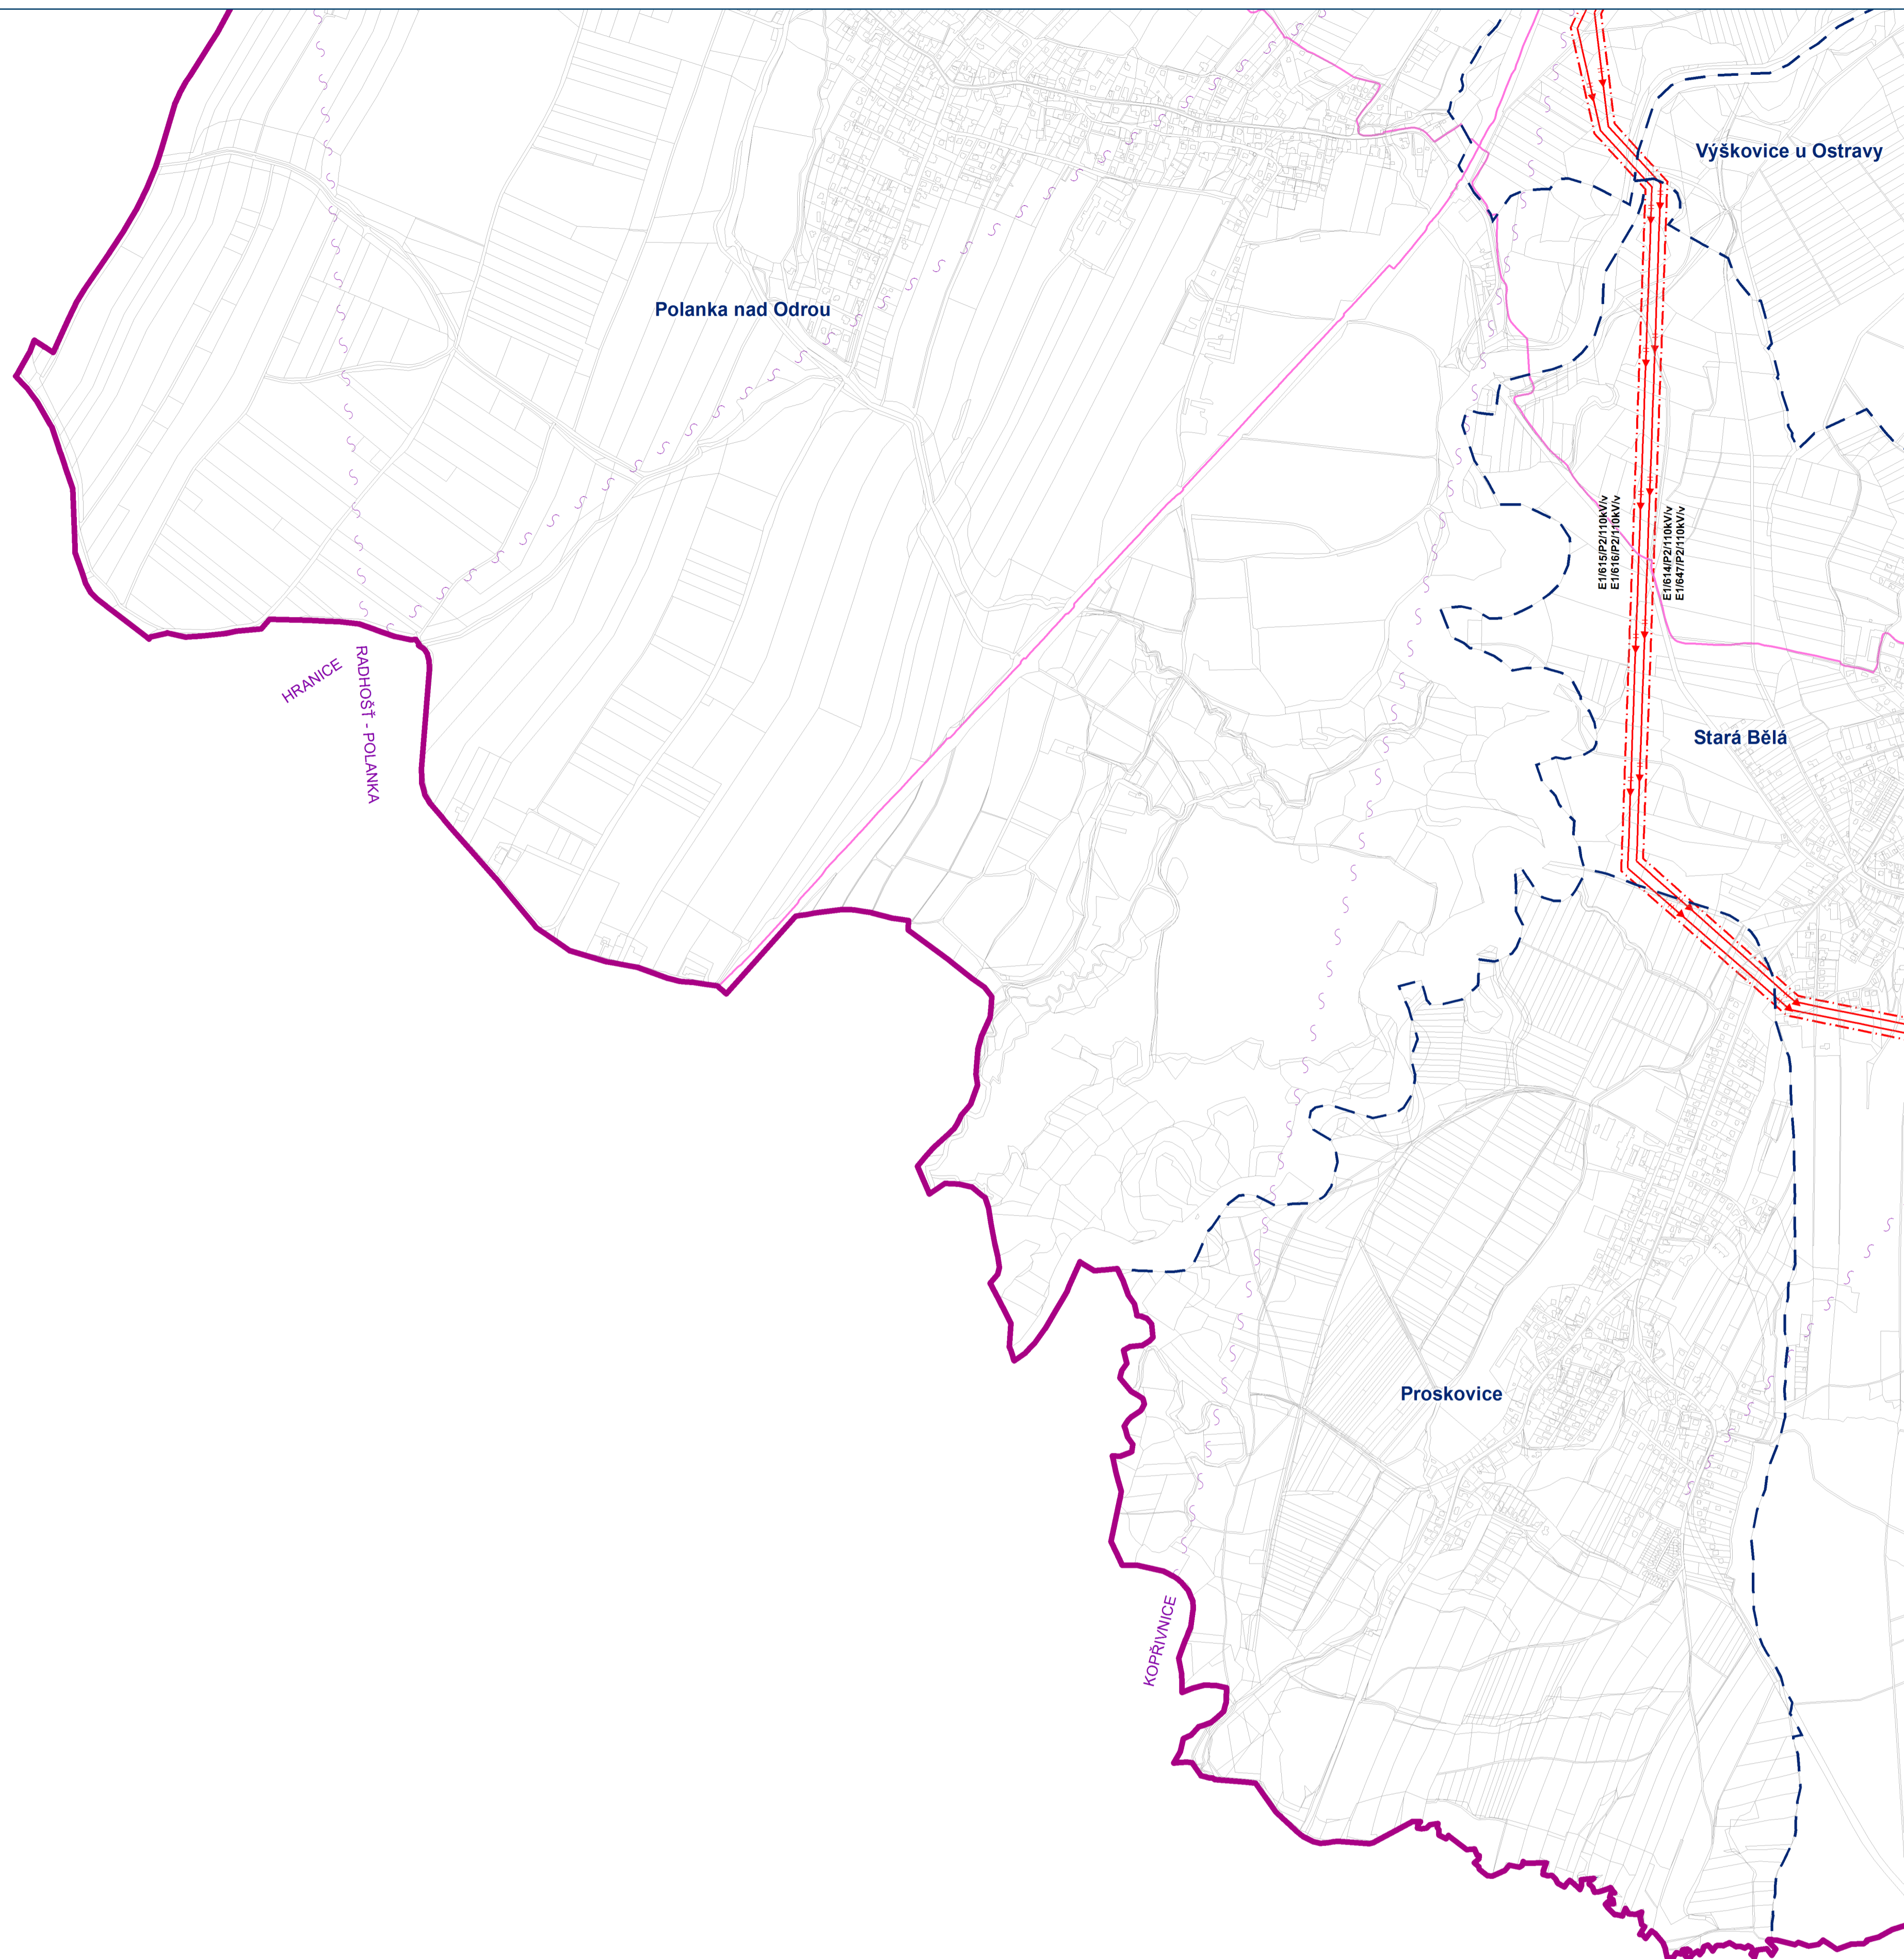 Výškovice u Ostravy
Polanka nad Odrou
E1/615/P2/110kV/v
E1/616/P2/110kV/v
E1/614/P2/110kV/v
E1/647/P2/110kV/v
HRANICE
RADHOŠŤ - POLANKA
Stará Bělá
Proskovice
KOPŘIVNICE